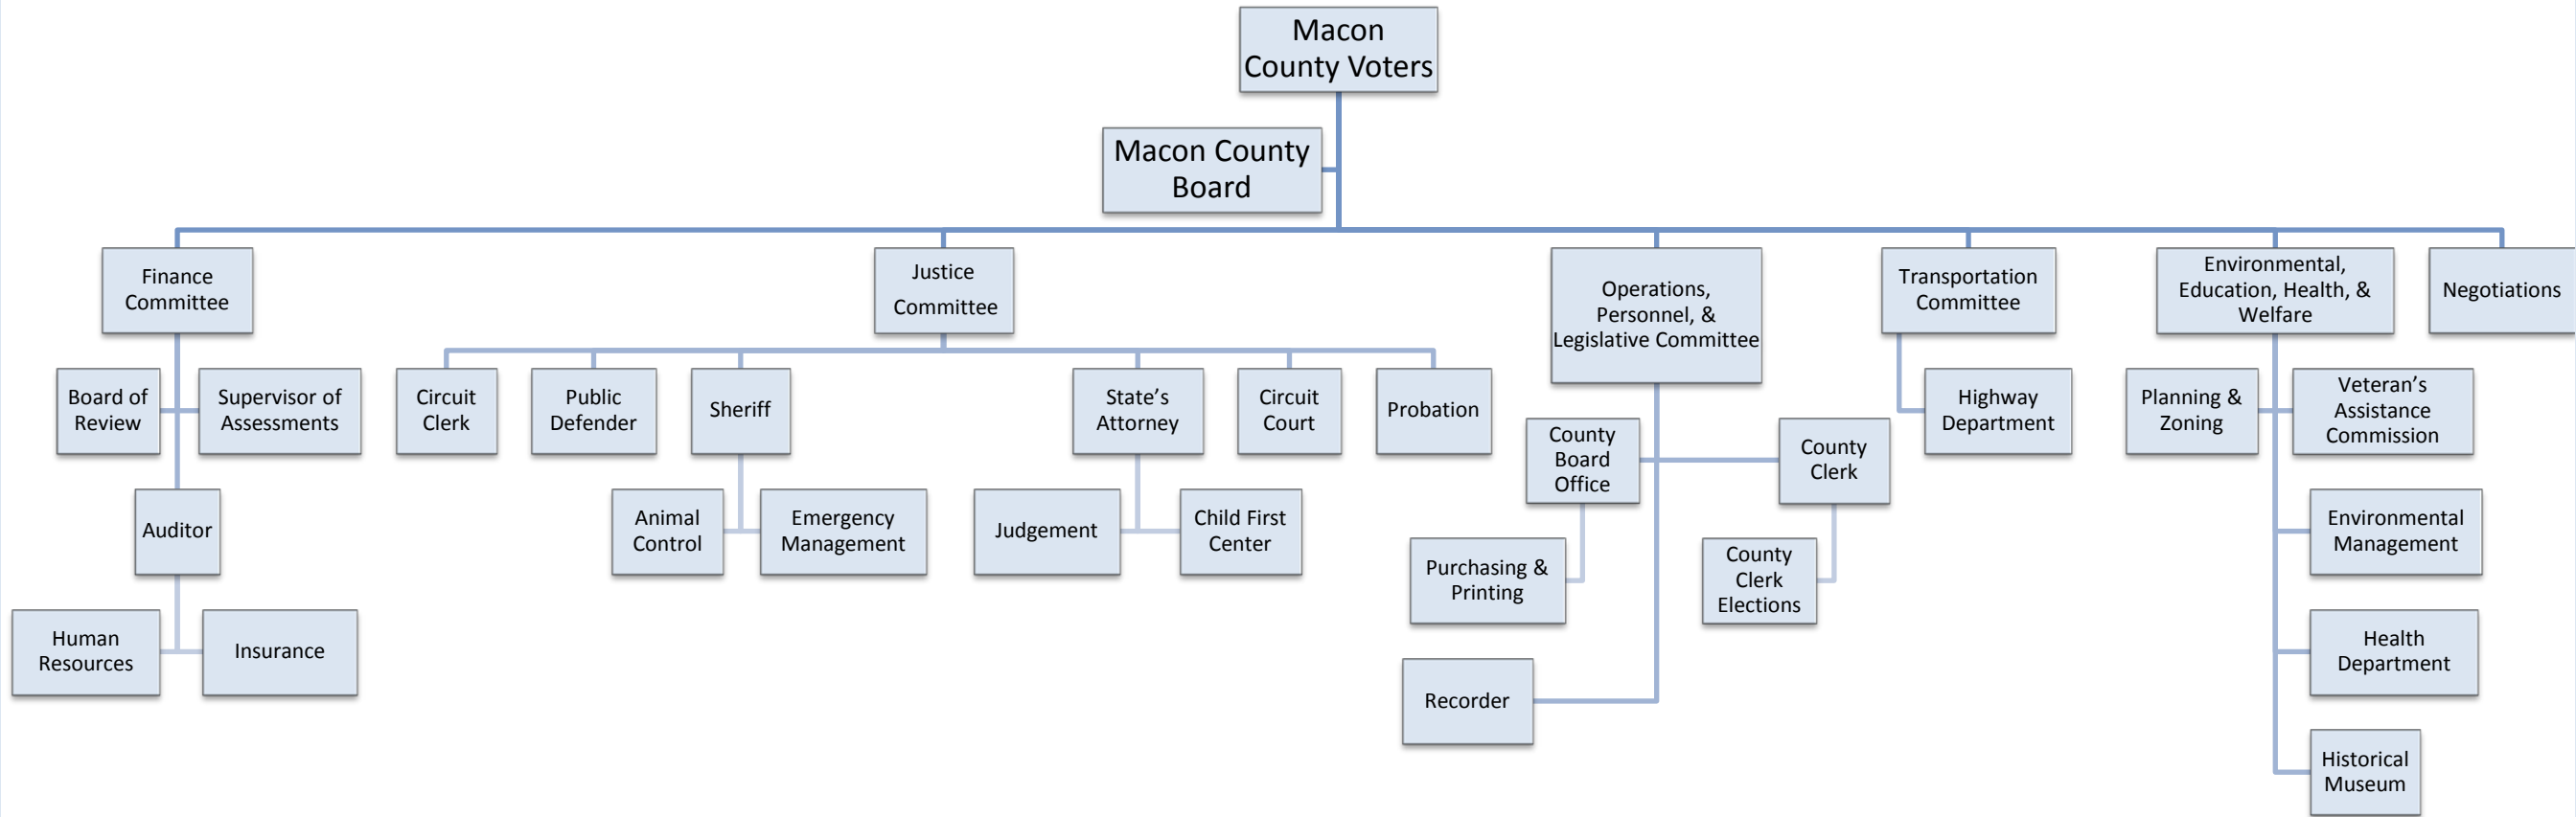 Macon
County Voters
Macon County
Board
Finance
Committee
Justice
Committee
Operations,
Personnel, &
Legislative Committee
Transportation
Committee
Environmental,
Education, Health, &
Welfare
Negotiations
Board of
Review
Supervisor of
Assessments
Circuit
Clerk
Public
Defender
Sheriff
State’s
Attorney
Circuit
Court
Probation
County
Board
Office
County
Clerk
Highway
Department
Planning &
Zoning
Veteran’s
Assistance
Commission
Auditor
Animal
Control
Emergency
Management
Judgement
Child First
Center
Purchasing &
Printing
County
Clerk
Elections
Environmental
Management
Human
Resources
Insurance
Recorder
Health
Department
Historical
Museum